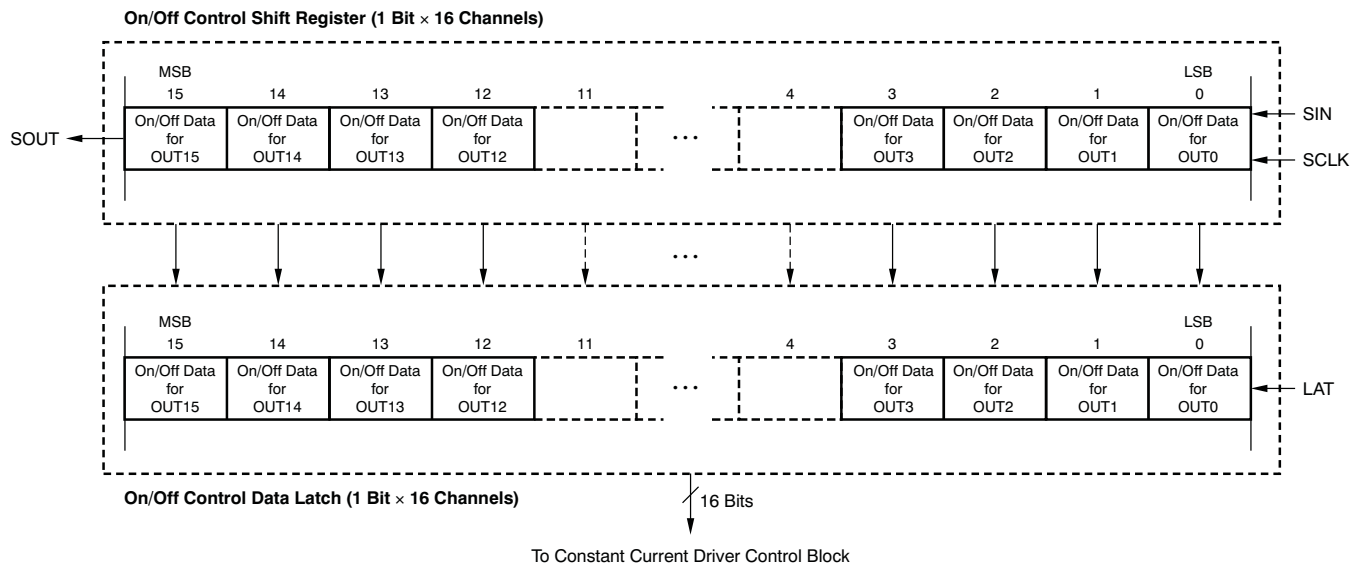 On/Off Control Shift Register (1 Bit × 16 Channels)
MSB LSB
15 14 13 12 11 4 3 2 1 0
On/Off Data for OUT15
On/Off Data for OUT14
On/Off Data for OUT13
On/Off Data for OUT12
...
On/Off Data for OUT3
On/Off Data for OUT2
On/Off Data for OUT1
On/Off Data for OUT0
SIN
SOUT
SCLK
...
MSB LSB
15 14 13 12 11 4 3 2 1 0
On/Off Data for OUT15
On/Off Data for OUT14
On/Off Data for OUT13
On/Off Data for OUT12
...
On/Off Data for OUT3
On/Off Data for OUT2
On/Off Data for OUT1
On/Off Data for OUT0
LAT
On/Off Control Data Latch (1 Bit × 16 Channels)
16 Bits
To Constant Current Driver Control Block